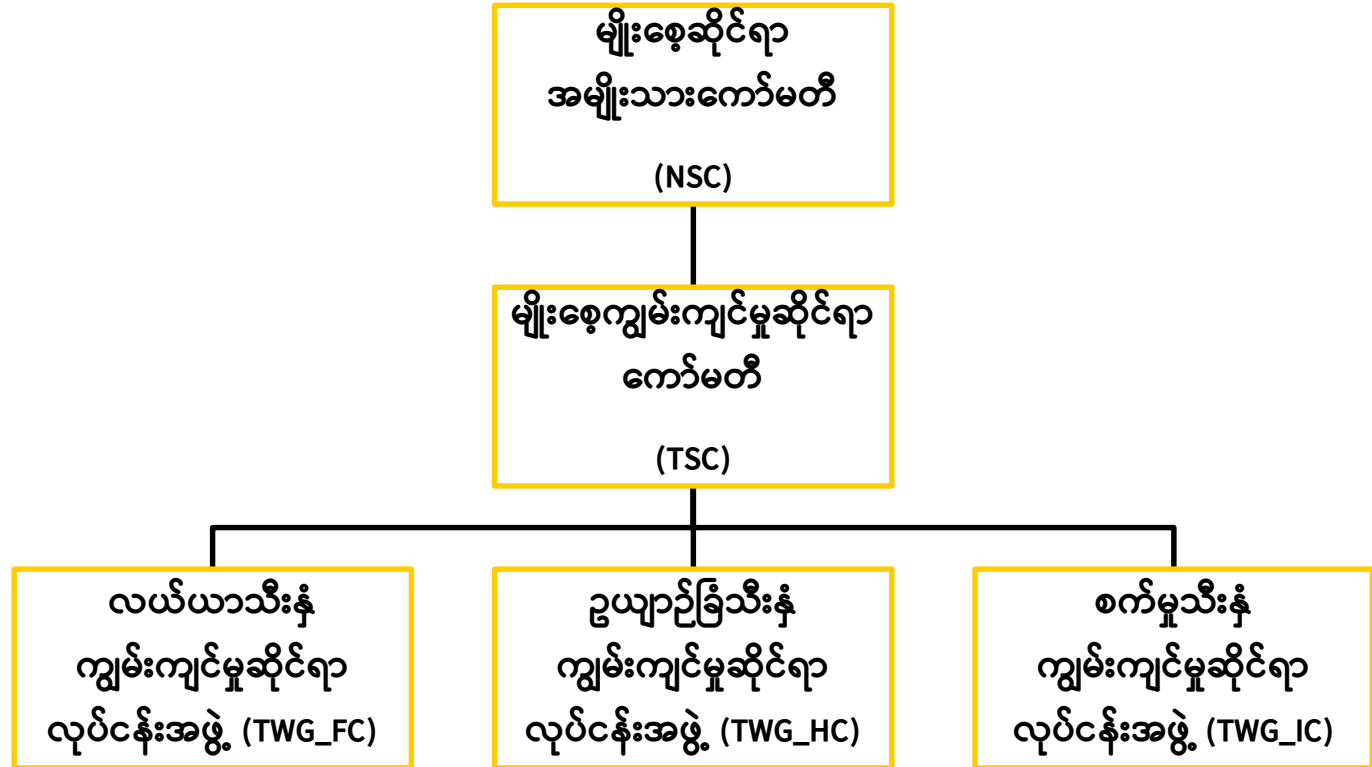 မျိုးစေ့ဆိုင်ရာ
အမျိုးသားကော်မတီ
(NSC)
မျိုးစေ့ကျွမ်းကျင်မှုဆိုင်ရာ
ကော်မတီ
(TSC)
လယ်ယာသီးနှံ
ကျွမ်းကျင်မှုဆိုင်ရာ
လုပ်ငန်းအဖွဲ့ (TWG_FC)
ဥယျာဉ်ခြံသီးနှံ
ကျွမ်းကျင်မှုဆိုင်ရာ
လုပ်ငန်းအဖွဲ့ (TWG_HC)
စက်မှုသီးနှံ
ကျွမ်းကျင်မှုဆိုင်ရာ
လုပ်ငန်းအဖွဲ့ (TWG_IC)